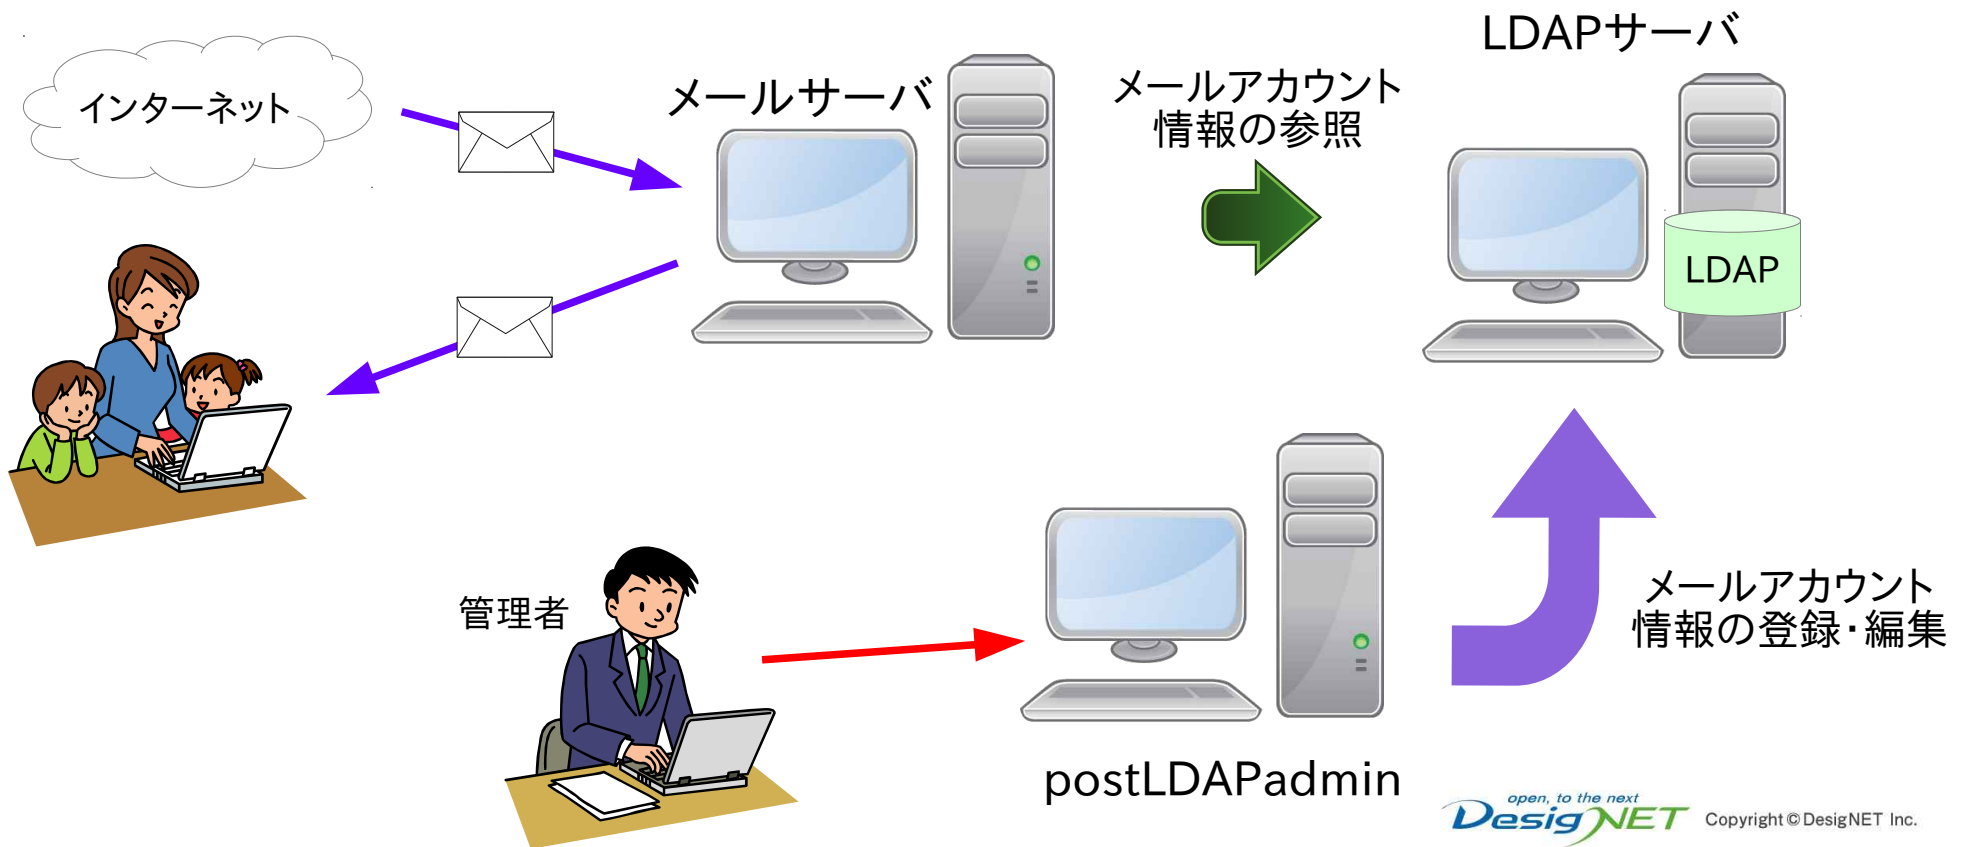 LDAPサーバ
インターネット
メールサーバ
メールアカウント
情報の参照
LDAP
管理者
メールアカウント
情報の登録・編集
postLDAPadmin
open, to the next
DesigNET
Copyright © DesigNET Inc.